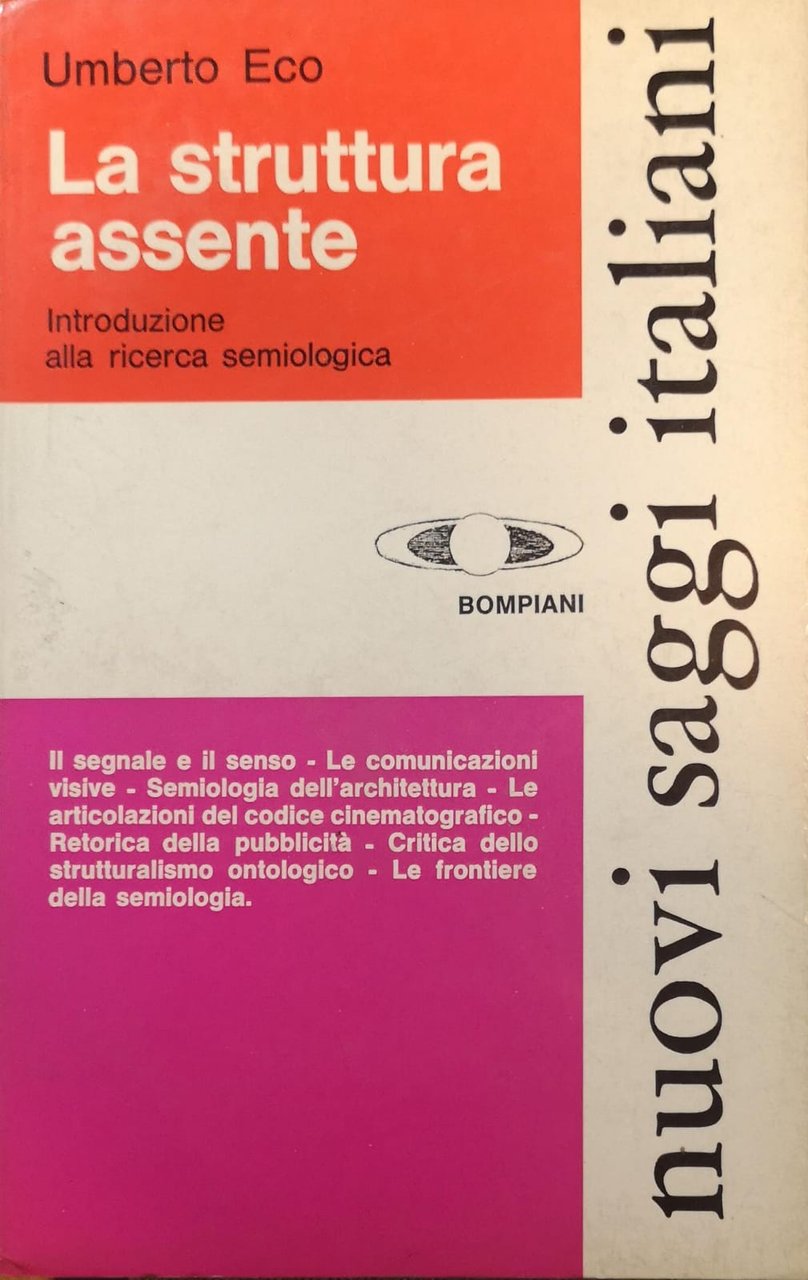 Umberto Eco
La struttura
assente
Introduzione
alla ricerca semiologica
BOMPIANI
Il segnale e il senso - Le comunicazioni
visive - Semiologia dell'architettura - Le
articolazioni del codice cinematografico -
Retorica della pubblicità - Critica dello
strutturalismo ontologico - Le frontiere
della semiologia.
nuovi saggi italiani